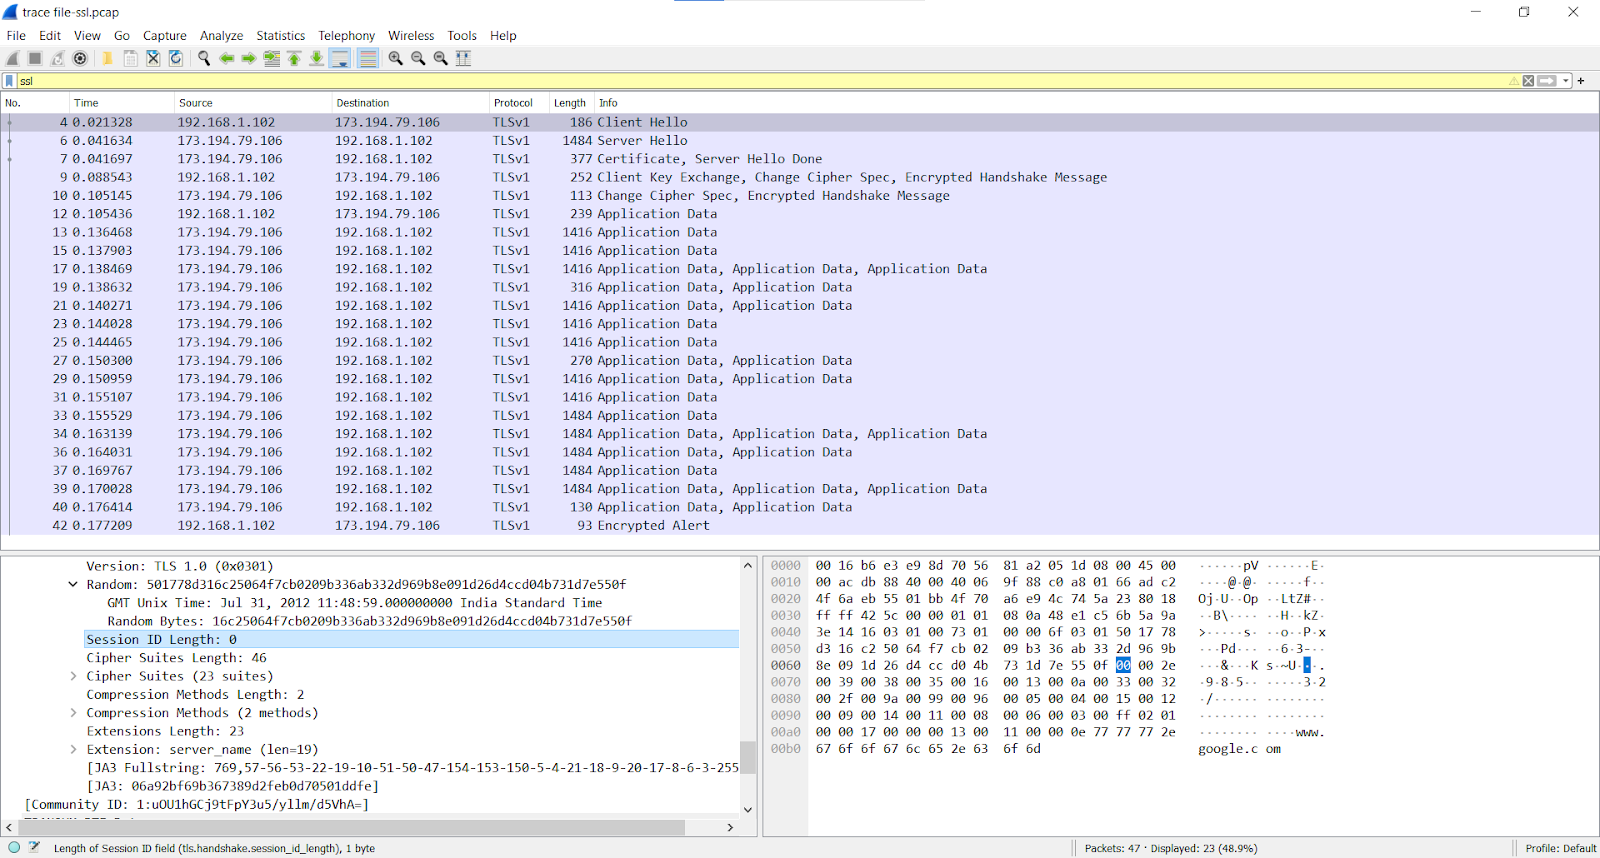 trace file-ssl.pcap
File Edit View Go Capture Analyze Statistics Telephony Wireless Tools Help
ssl
No. Time Source Destination Protocol Length Info
4 0.021328 192.168.1.102 173.194.79.106 TLSv1 186 Client Hello
6 0.041634 173.194.79.106 192.168.1.102 TLSv1 1484 Server Hello
7 0.041697 173.194.79.106 192.168.1.102 TLSv1 377 Certificate, Server Hello Done
9 0.088543 192.168.1.102 173.194.79.106 TLSv1 252 Client Key Exchange, Change Cipher Spec, Encrypted Handshake Message
10 0.105145 173.194.79.106 192.168.1.102 TLSv1 113 Change Cipher Spec, Encrypted Handshake Message
12 0.105436 192.168.1.102 173.194.79.106 TLSv1 239 Application Data
13 0.136468 173.194.79.106 192.168.1.102 TLSv1 1416 Application Data
15 0.137903 173.194.79.106 192.168.1.102 TLSv1 1416 Application Data
17 0.138469 173.194.79.106 192.168.1.102 TLSv1 1416 Application Data, Application Data, Application Data
19 0.138632 173.194.79.106 192.168.1.102 TLSv1 316 Application Data, Application Data
21 0.140271 173.194.79.106 192.168.1.102 TLSv1 1416 Application Data, Application Data
23 0.144028 173.194.79.106 192.168.1.102 TLSv1 1416 Application Data
25 0.144465 173.194.79.106 192.168.1.102 TLSv1 1416 Application Data
27 0.150300 173.194.79.106 192.168.1.102 TLSv1 270 Application Data, Application Data
29 0.150959 173.194.79.106 192.168.1.102 TLSv1 1416 Application Data, Application Data
31 0.155107 173.194.79.106 192.168.1.102 TLSv1 1416 Application Data
33 0.155529 173.194.79.106 192.168.1.102 TLSv1 1484 Application Data
34 0.163139 173.194.79.106 192.168.1.102 TLSv1 1484 Application Data, Application Data, Application Data
36 0.164031 173.194.79.106 192.168.1.102 TLSv1 1484 Application Data, Application Data
37 0.169767 173.194.79.106 192.168.1.102 TLSv1 1484 Application Data
39 0.170028 173.194.79.106 192.168.1.102 TLSv1 1484 Application Data, Application Data, Application Data
40 0.176414 173.194.79.106 192.168.1.102 TLSv1 130 Application Data, Application Data
42 0.177209 192.168.1.102 173.194.79.106 TLSv1 93 Encrypted Alert
Version: TLS 1.0 (0x0301)
Random: 501778d316c25064f7cb0209b336ab332d969b8e091d26d4ccd04b731d7e550f
GMT Unix Time: Jul 31, 2012 11:48:59.000000000 India Standard Time
Random Bytes: 16c25064f7cb0209b336ab332d969b8e091d26d4ccd04b731d7e550f
Session ID Length: 0
Cipher Suites Length: 46
Cipher Suites (23 suites)
Compression Methods Length: 2
Compression Methods (2 methods)
Extensions Length: 23
Extension: server_name (len=19)
[JA3 Fullstring: 769,57-56-53-22-19-10-51-50-47-154-153-150-5-4-21-18-9-20-17-8-6-3-255
[JA3: 06a92bf69b367389d2feb0d70501ddfe]
[Community ID: 1:uOU1hGCj9tFpY3u5/yllm/d5VhA=]
0000 00 16 b6 e3 e9 8d 70 56 81 a2 05 1d 08 00 45 00 ······pV ······E·
0010 00 ac db 88 40 00 40 06 9f 88 c0 a8 01 66 ad c2 ····@·@· ·····f··
0020 4f 6a eb 55 01 bb 4f 70 a6 e9 4c 74 5a 23 80 18 Oj·U··Op ··LtZ#··
0030 ff ff 42 5c 00 00 01 01 08 0a 48 e1 c5 6b 5a 9a ··B\···· ··H··kZ·
0040 3e 14 16 03 01 00 73 01 00 00 6f 03 01 50 17 78 >·····s· ··o··P·x
0050 d3 16 c2 50 64 f7 cb 02 09 b3 36 ab 33 2d 96 9b ···Pd··· ··6·3-··
0060 8e 09 1d 26 d4 cc d0 4b 73 1d 7e 55 0f 00 00 2e ···&···K s·~U···.
0070 00 39 00 38 00 35 00 16 00 13 00 0a 00 33 00 32 ·9·8·5·· ·····3·2
0080 00 2f 00 9a 00 99 00 96 00 05 00 04 00 15 00 12 ·/······ ········
0090 00 09 00 14 00 11 00 08 00 06 00 03 00 ff 02 01 ········ ········
00a0 00 00 17 00 00 00 13 00 11 00 00 0e 77 77 77 2e ········ ····www.
00b0 67 6f 6f 67 6c 65 2e 63 6f 6d google.c om
Length of Session ID field (tls.handshake.session_id_length), 1 byte Packets: 47 · Displayed: 23 (48.9%) Profile: Default